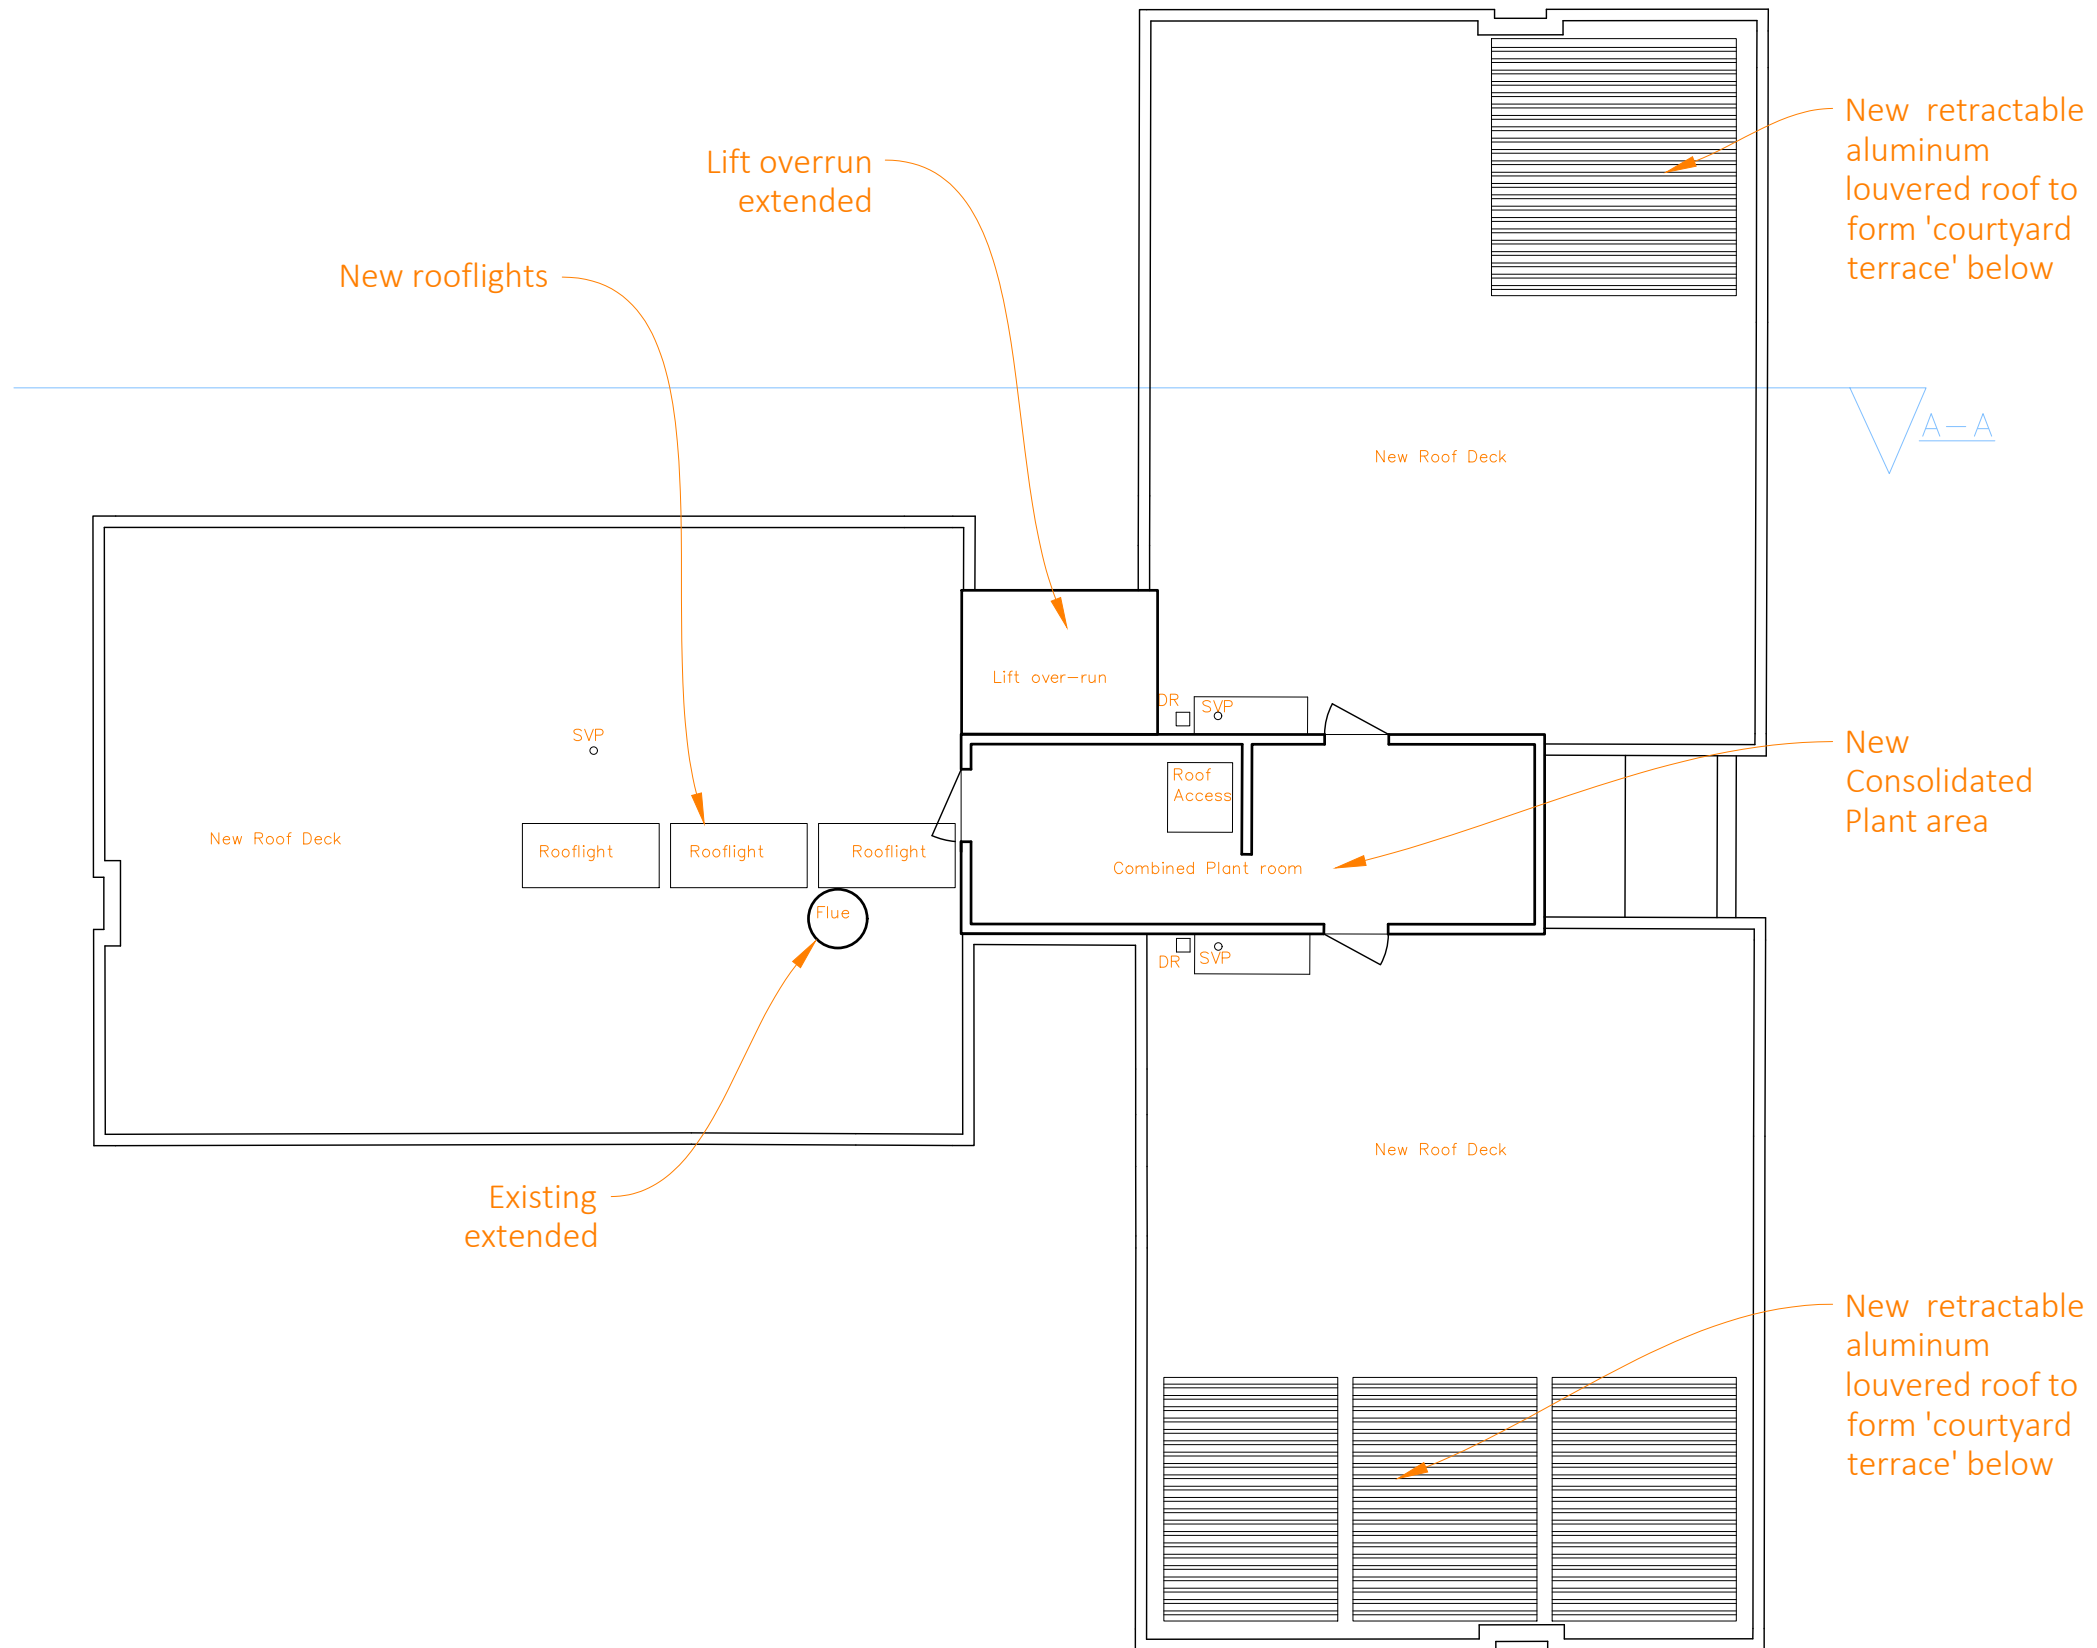 New retractable
aluminum
louvered roof to
form 'courtyard
terrace' below
Lift overrun
extended
New rooflights
A-A
New Roof Deck
Lift over-run
DR
SVP
SVP
New
Consolidated
Plant area
Roof
Access
New Roof Deck
Rooflight
Rooflight
Rooflight
Combined Plant room
Flue
DR
SVP
New Roof Deck
Existing
extended
New retractable
aluminum
louvered roof to
form 'courtyard
terrace' below